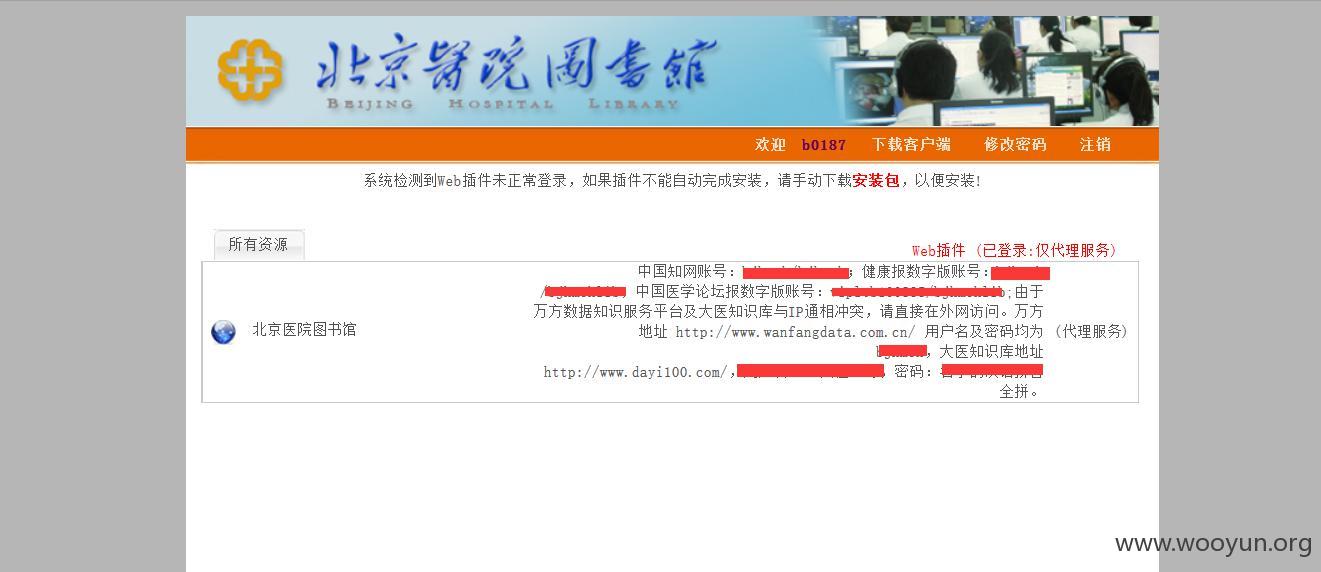 北京醫院圖書館
BEIJING HOSPITAL LIBRARY
欢迎 b0187 下载客户端 修改密码 注销
系统检测到Web插件未正常登录，如果插件不能自动完成安装，请手动下载安装包，以便安装!
所有资源
Web插件 (已登录:仅代理服务)
北京医院图书馆
中国知网账号: ; 健康报数字版账号:
/ 中国医学论坛报数字版账号: ;由于
万方数据知识服务平台及大医知识库与IP通相冲突，请直接在外网访问。万方
地址 http://www.wanfangdata.com.cn/ 用户名及密码均为
，大医知识库地址
http://www.dayi100.com/， 密码:
全拼。
(代理服务)
www.wooyun.org